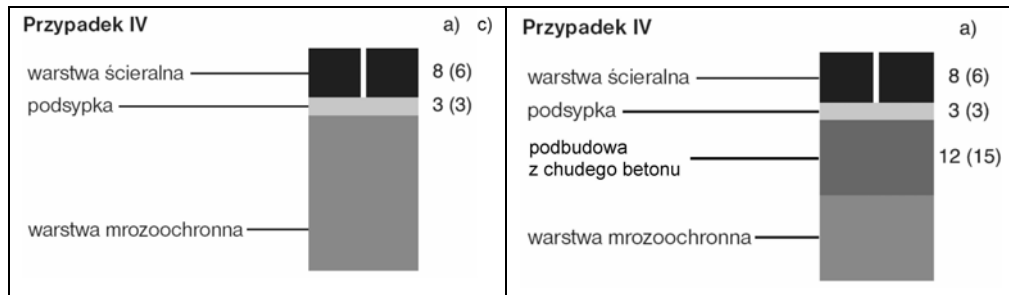 Przypadek IV a) c)
warstwa ścieralna 8 (6)
podsypka 3 (3)
warstwa mrozoochronna
Przypadek IV a)
warstwa ścieralna 8 (6)
podsypka 3 (3)
podbudowa
z chudego betonu 12 (15)
warstwa mrozoochronna